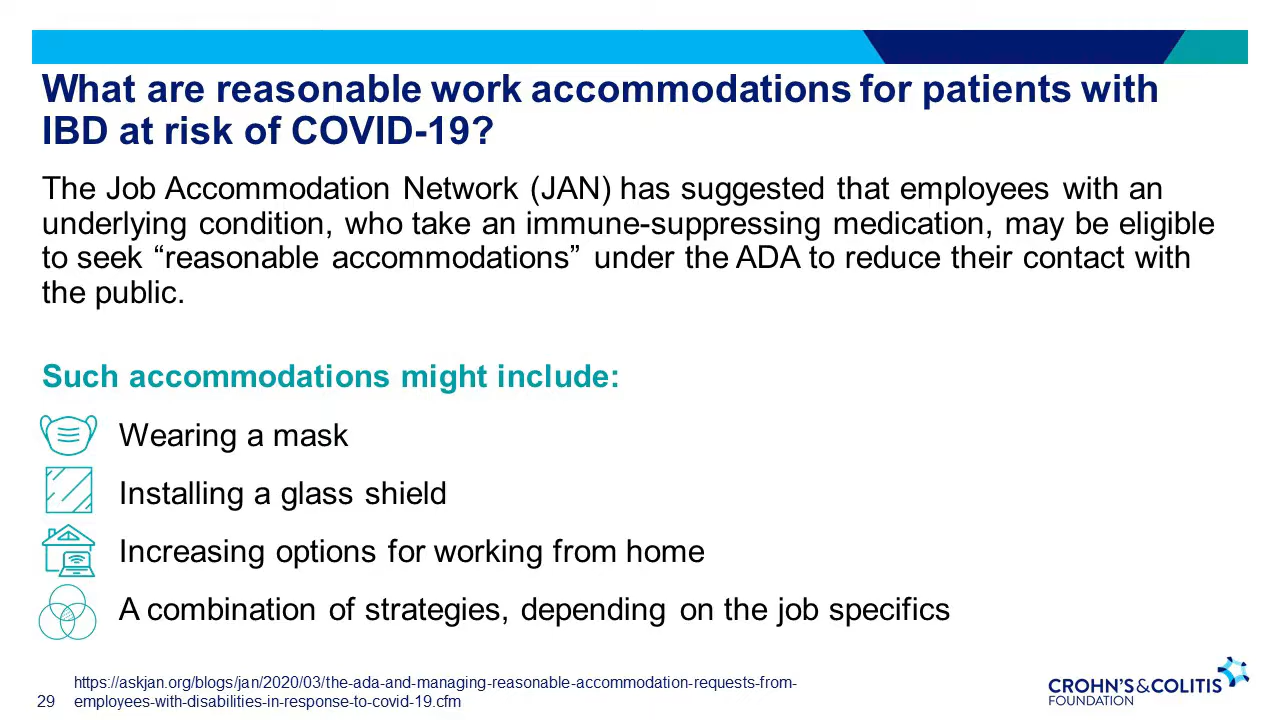 What are reasonable work accommodations for patients with
IBD at risk of COVID-19?
The Job Accommodation Network (JAN) has suggested that employees with an
underlying condition, who take an immune-suppressing medication, may be eligible
to seek “reasonable accommodations” under the ADA to reduce their contact with
the public.
Such accommodations might include:
Wearing a mask
Installing a glass shield
Increasing options for working from home
A combination of strategies, depending on the job specifics
https://askjan.org/blogs/jan/2020/03/the-ada-and-managing-reasonable-accommodation-requests-from-
employees-with-disabilities-in-response-to-covid-19.cfm
29
CROHN'S&COLITIS
FOUNDATION